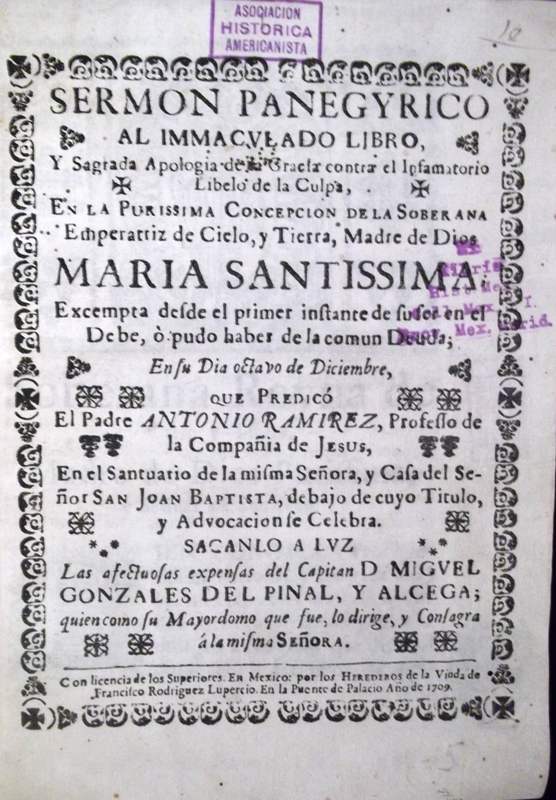 ASOCIACION
HISTORICA
AMERICANISTA
SERMON PANEGYRICO
AL IMMACVLADO LIBRO,
Y Sagrada Apologia de la Gracia contra el Infamatorio
Libelo de la Culpa,
EN LA PURISSIMA CONCEPCION DE LA SOBERANA
Emperatriz de Cielo, y Tierra, Madre de Dios
MARIA SANTISSIMA;
Excempta desde el primer instante de su ser en el
Debe, ò pudo haber de la comun Deuda;
En su Dia octavo de Diciembre,
QUE PREDICÓ
El Padre ANTONIO RAMIREZ, Professo de
la Compañia de JESUS,
En el Santuario de la misma Señora, y Casa del Se-
ñor SAN JOAN BAPTISTA, debajo de cuyo Titulo,
y Advocacion se Celebra.
SACANLO A LVZ
Las afectuosas expensas del Capitan D MIGVEL
GONZALES DEL PINAL, Y ALCEGA;
quien como su Mayordomo que fue, lo dirige, y Consagra
á la misma SEÑORA.
Con licencia de los Superiores. EN MEXICO: por los HEREDEROS de la Viuda de
Francisco Rodriguez Lupercio. En la Puente de Palacio Año de 1709.